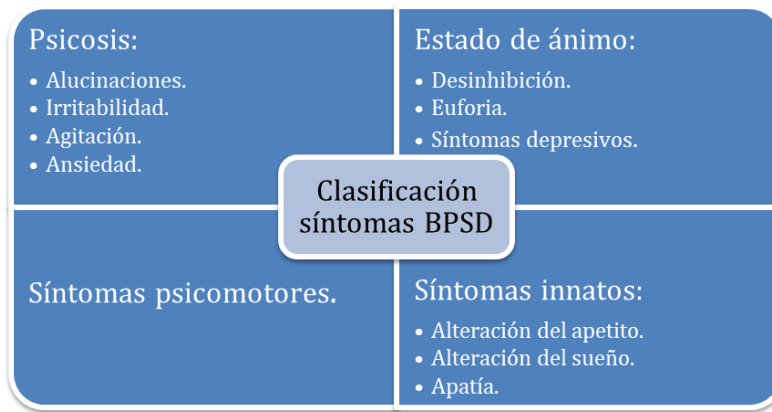 Psicosis:
• Alucinaciones.
• Irritabilidad.
• Agitación.
• Ansiedad.
Estado de ánimo:
• Desinhibición.
• Euforia.
• Síntomas depresivos.
Clasificación
síntomas BPSD
Síntomas psicomotores.
Síntomas innatos:
• Alteración del apetito.
• Alteración del sueño.
• Apatía.